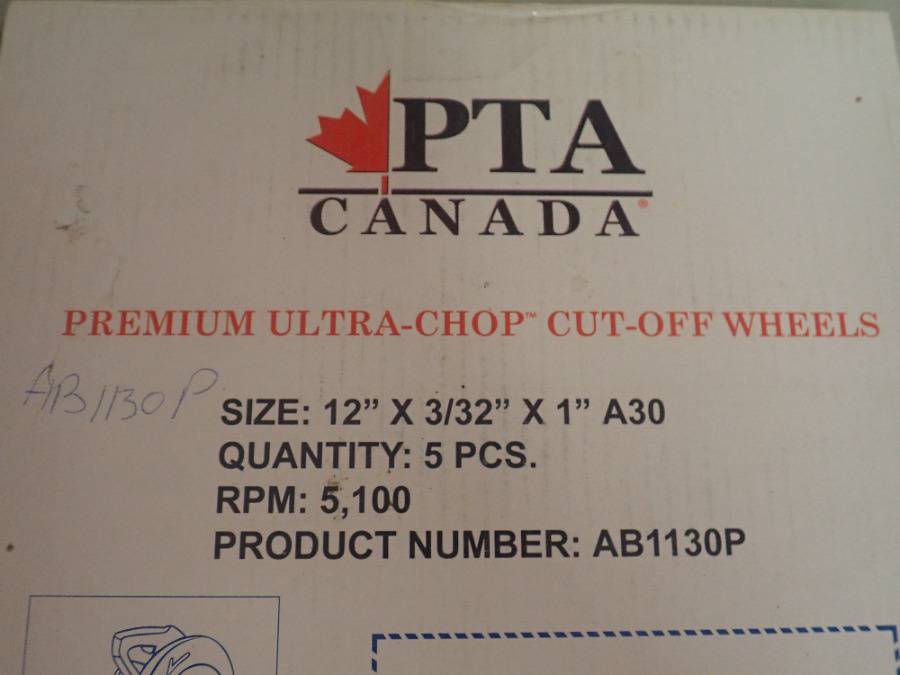 PTA
CANADA®
PREMIUM ULTRA-CHOP™ CUT-OFF WHEELS
AB1130P
SIZE: 12” X 3/32” X 1” A30
QUANTITY: 5 PCS.
RPM: 5,100
PRODUCT NUMBER: AB1130P